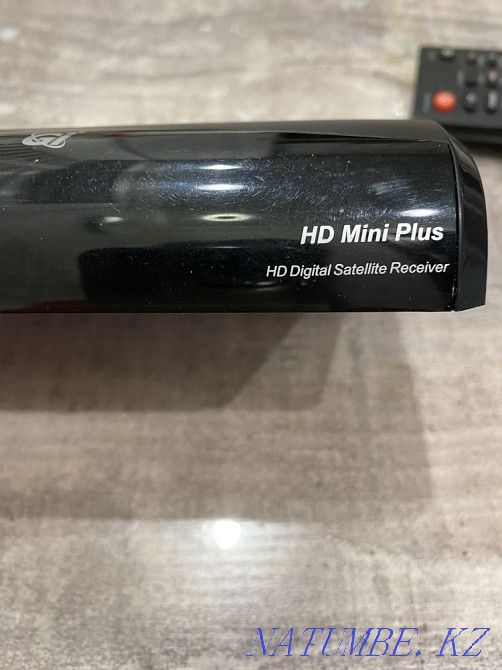 HD Mini Plus
HD Digital Satellite Receiver
NATUMBE. KZ